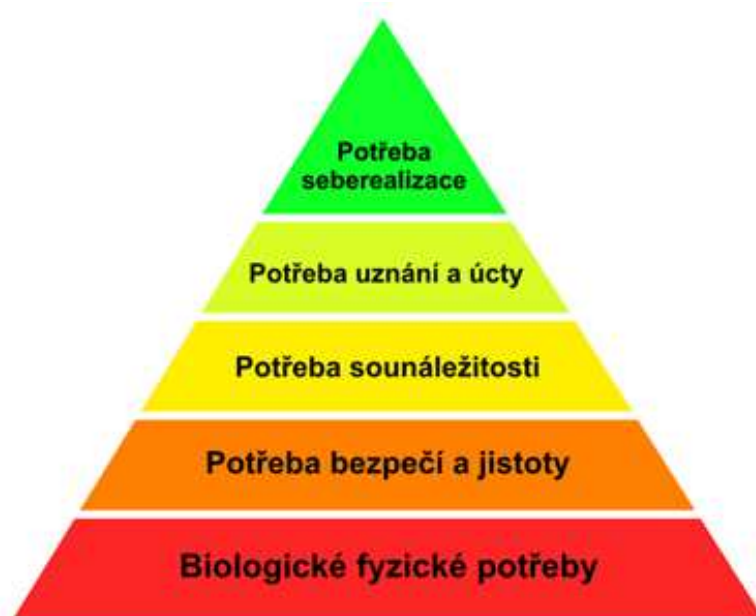 Potřeba
seberealizace
Potřeba uznání a úcty
Potřeba sounáležitosti
Potřeba bezpečí a jistoty
Biologické fyzické potřeby